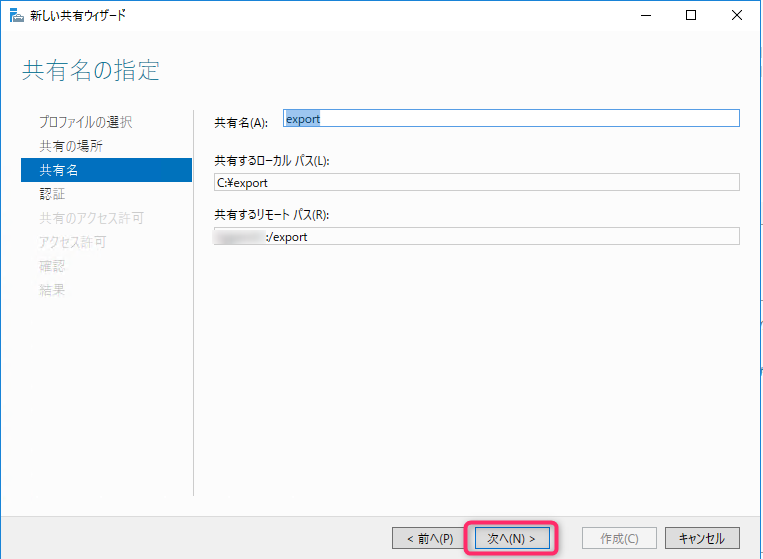 新しい共有ウィザード
共有名の指定
プロファイルの選択
共有の場所
共有名
認証
共有のアクセス許可
アクセス許可
確認
結果
共有名(A):
export
共有するローカル パス(L):
C:¥export
共有するリモート パス(R):
:/export
< 前へ(P)
次へ(N) >
作成(C)
キャンセル